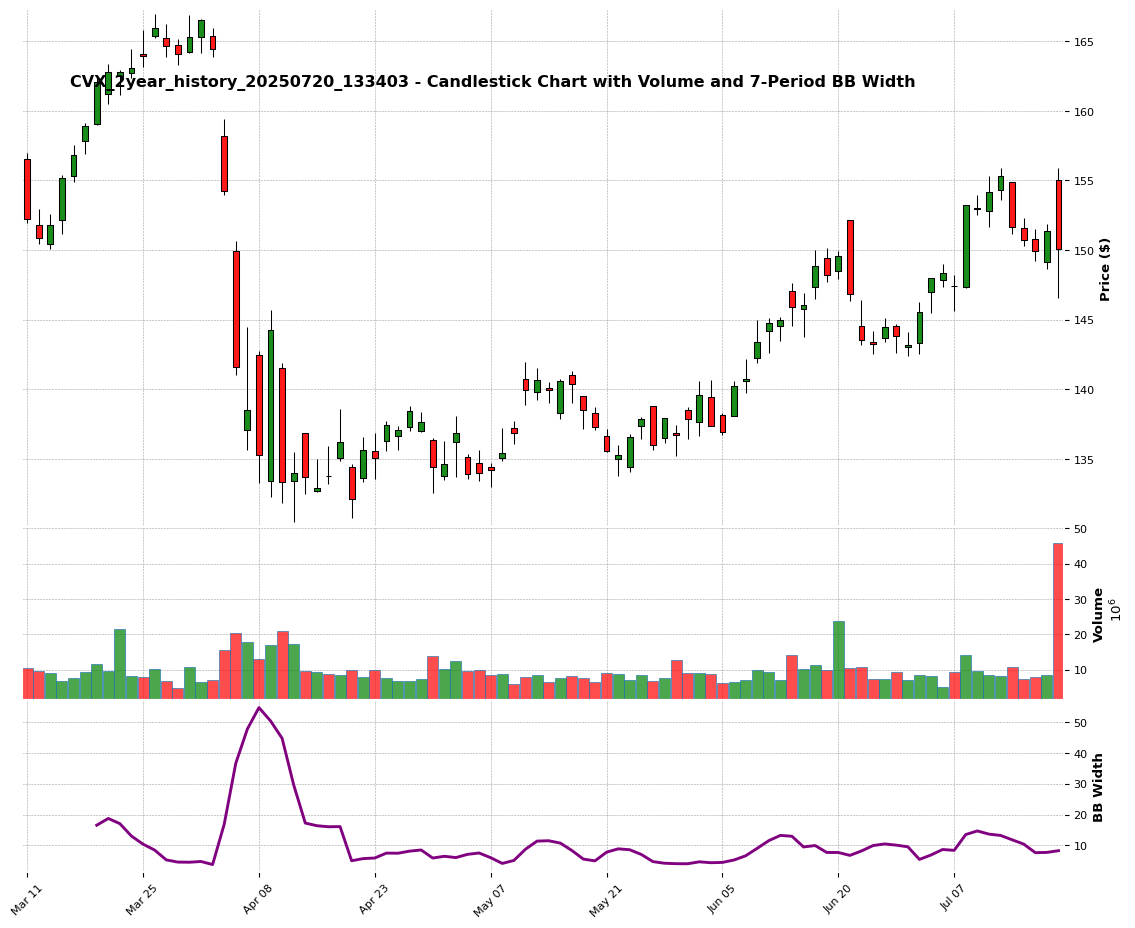 CVX_2year_history_20250720_133403 - Candlestick Chart with Volume and 7-Period BB Width
165
160
155
150
145
140
135
Price ($)
50
40
30
20
10
Volume
10^6
50
40
30
20
10
BB Width
Mar 11
Mar 25
Apr 08
Apr 23
May 07
May 21
Jun 05
Jun 20
Jul 07